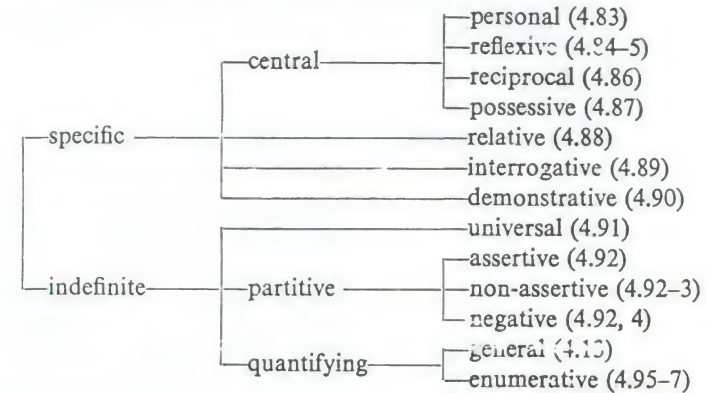 personal (4.83)
reflexive (4.84–5)
central
reciprocal (4.86)
possessive (4.87)
specific
relative (4.88)
interrogative (4.89)
demonstrative (4.90)
universal (4.91)
assertive (4.92)
indefinite
partitive
non-assertive (4.92–3)
negative (4.92, 4)
general
quantifying
enumerative (4.95–7)